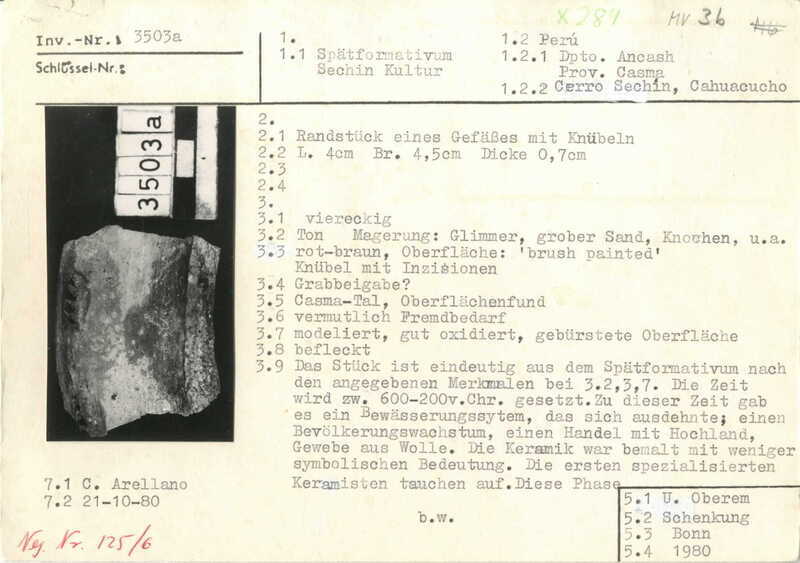 X 284 MV 36
Inv.-Nr.: 3503a
Schlüssel-Nr.:
1.
1.1 Spätformativum
Sechin Kultur
1.2 Perú
1.2.1 Dpto. Ancash
Prov. Casma
1.2.2 Cerro Sechin, Cahuacucho
3503a
2.
2.1 Randstück eines Gefäßes mit Knübeln
2.2 L. 4cm Br. 4,5cm Dicke 0,7cm
2.3
2.4
3.
3.1 viereckig
3.2 Ton Magerung: Glimmer, grober Sand, Knochen, u.a.
3.3 rot-braun, Oberfläche: 'brush painted'
Knübel mit Inzisionen
3.4 Grabbeigabe?
3.5 Casma-Tal, Oberflächenfund
3.6 vermutlich Fremdbedarf
3.7 modeliert, gut oxidiert, gebürstete Oberfläche
3.8 befleckt
3.9 Das Stück ist eindeutig aus dem Spätformativum nach
den angegebenen Merkmalen bei 3.2,3,7. Die Zeit
wird zw. 600-200v.Chr. gesetzt.Zu dieser Zeit gab
es ein Bewässerungssytem, das sich ausdehnte; einen
Bevölkerungswachstum, einen Handel mit Hochland,
Gewebe aus Wolle. Die Keramik war bemalt mit weniger
symbolischen Bedeutung. Die ersten spezialisierten
Keramisten tauchen auf.Diese Phase
b.w.
7.1 C. Arellano
7.2 21-10-80
Neg. Nr. 125/6
5.1 U. Oberem
5.2 Schenkung
5.3 Bonn
5.4 1980